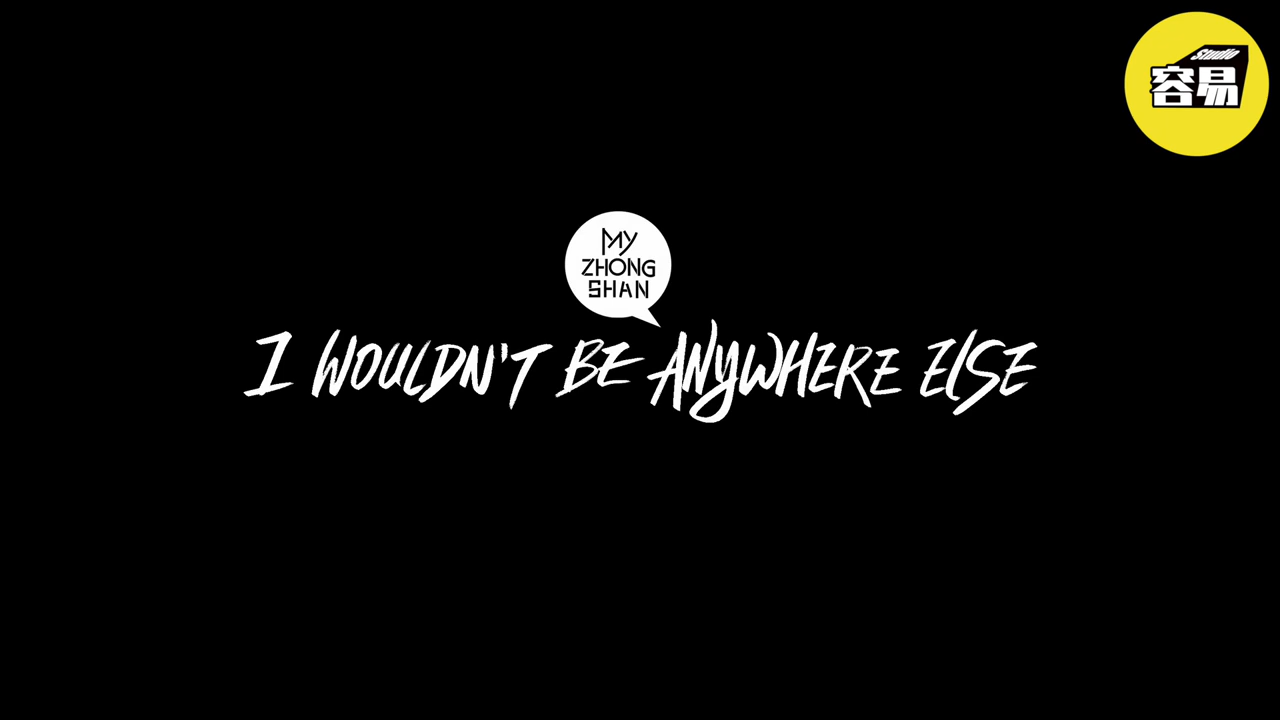 Studio
容易
MY
ZHONG
SHAN
I WOULDN'T BE ANYWHERE ELSE